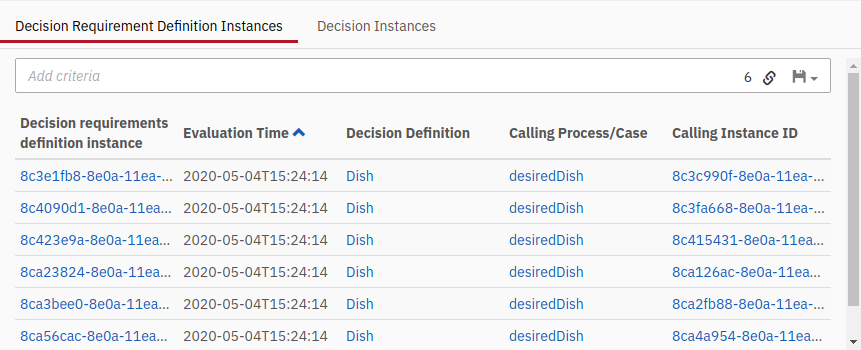 Decision Requirement Definition Instances Decision Instances
Add criteria 6
Decision requirements definition instance Evaluation Time Decision Definition Calling Process/Case Calling Instance ID
8c3e1fb8-8e0a-11ea-... 2020-05-04T15:24:14 Dish desiredDish 8c3c990f-8e0a-11ea-...
8c4090d1-8e0a-11ea... 2020-05-04T15:24:14 Dish desiredDish 8c3fa668-8e0a-11ea-...
8c423e9a-8e0a-11ea... 2020-05-04T15:24:14 Dish desiredDish 8c415431-8e0a-11ea...
8ca23824-8e0a-11ea... 2020-05-04T15:24:14 Dish desiredDish 8ca126ac-8e0a-11ea-...
8ca3bee0-8e0a-11ea... 2020-05-04T15:24:14 Dish desiredDish 8ca2fb88-8e0a-11ea-...
8ca56cac-8e0a-11ea... 2020-05-04T15:24:14 Dish desiredDish 8ca4a954-8e0a-11ea...